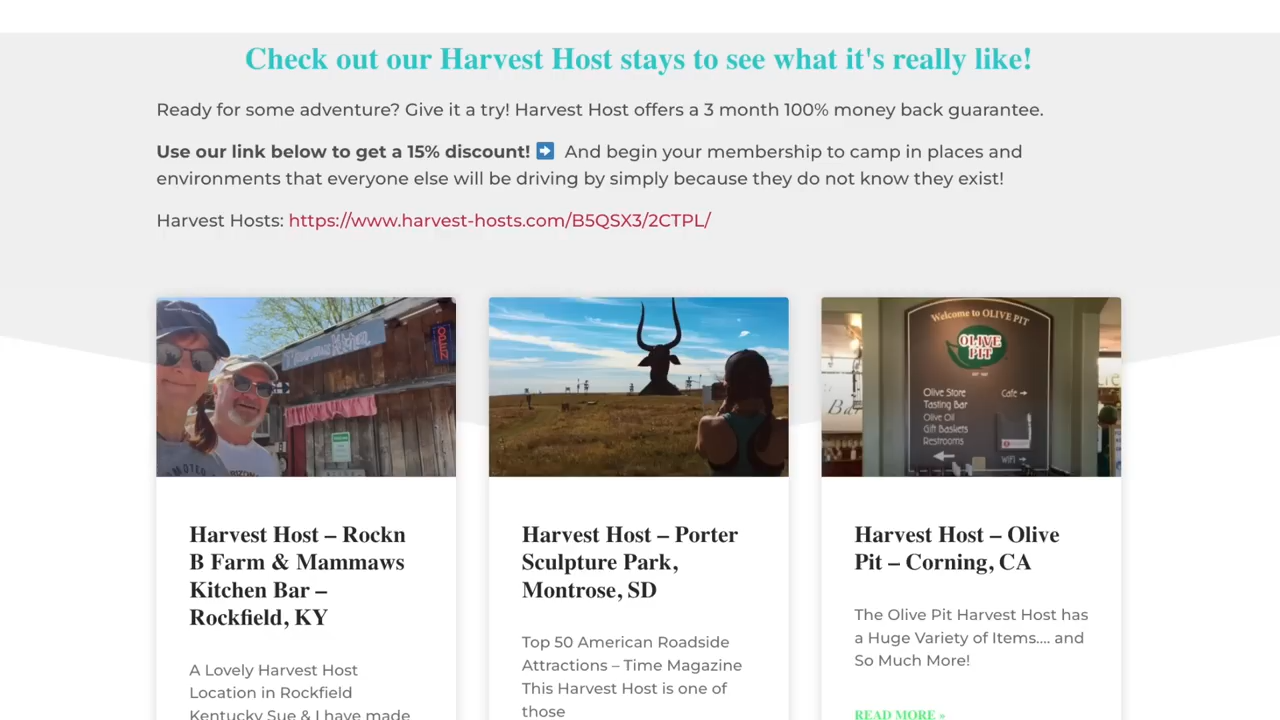 Check out our Harvest Host stays to see what it's really like!
Ready for some adventure? Give it a try! Harvest Host offers a 3 month 100% money back guarantee.
Use our link below to get a 15% discount! ➡ And begin your membership to camp in places and
environments that everyone else will be driving by simply because they do not know they exist!
Harvest Hosts: https://www.harvest-hosts.com/B5QSX3/2CTPL/
OPEN
Welcome to OLIVE PIT
OLIVE
PIT
Olive Store
Cafe →
Tasting Bar
Olive Oil
Gift Baskets
Restrooms
WiFi →
Harvest Host – Rockn
B Farm & Mammaws
Kitchen Bar –
Rockfield, KY
A Lovely Harvest Host
Location in Rockfield
Kentucky Sue & I have made
Harvest Host – Porter
Sculpture Park,
Montrose, SD
Top 50 American Roadside
Attractions – Time Magazine
This Harvest Host is one of
those
Harvest Host – Olive
Pit – Corning, CA
The Olive Pit Harvest Host has
a Huge Variety of Items…. and
So Much More!
READ MORE »